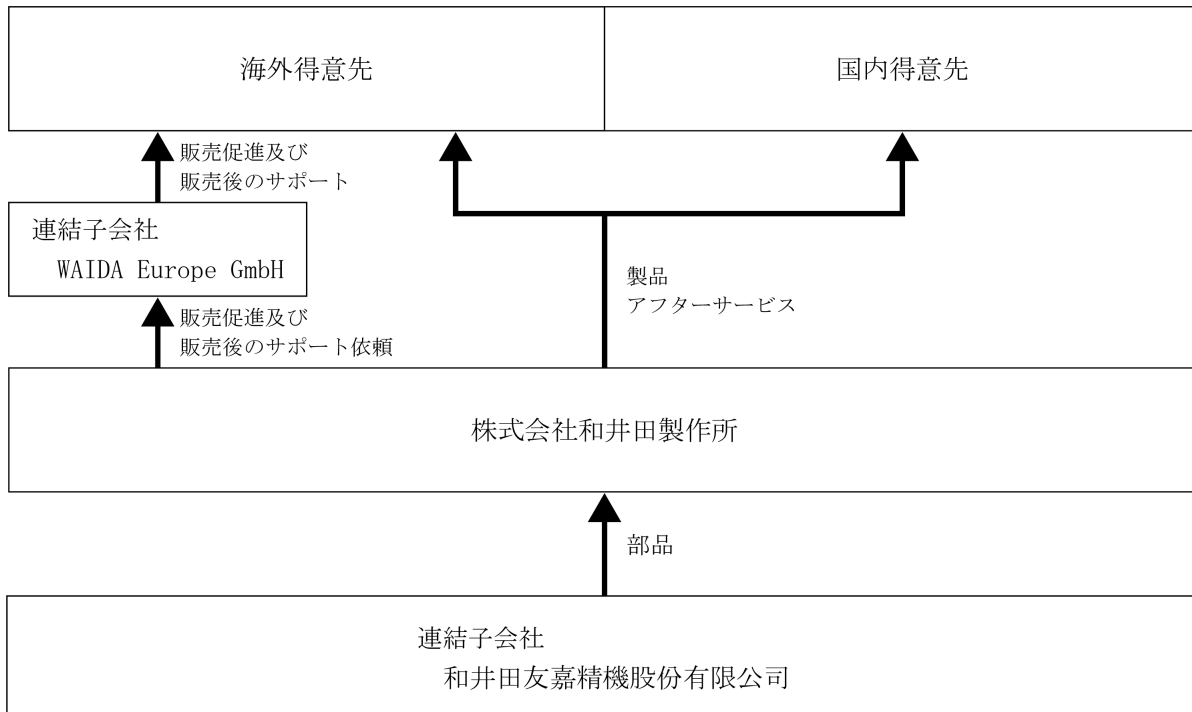 海外得意先
国内得意先
販売促進及び
販売後のサポート
連結子会社
WAIDA Europe GmbH
製品
アフターサービス
販売促進及び
販売後のサポート依頼
株式会社和井田製作所
部品
連結子会社
和井田友嘉精機股份有限公司